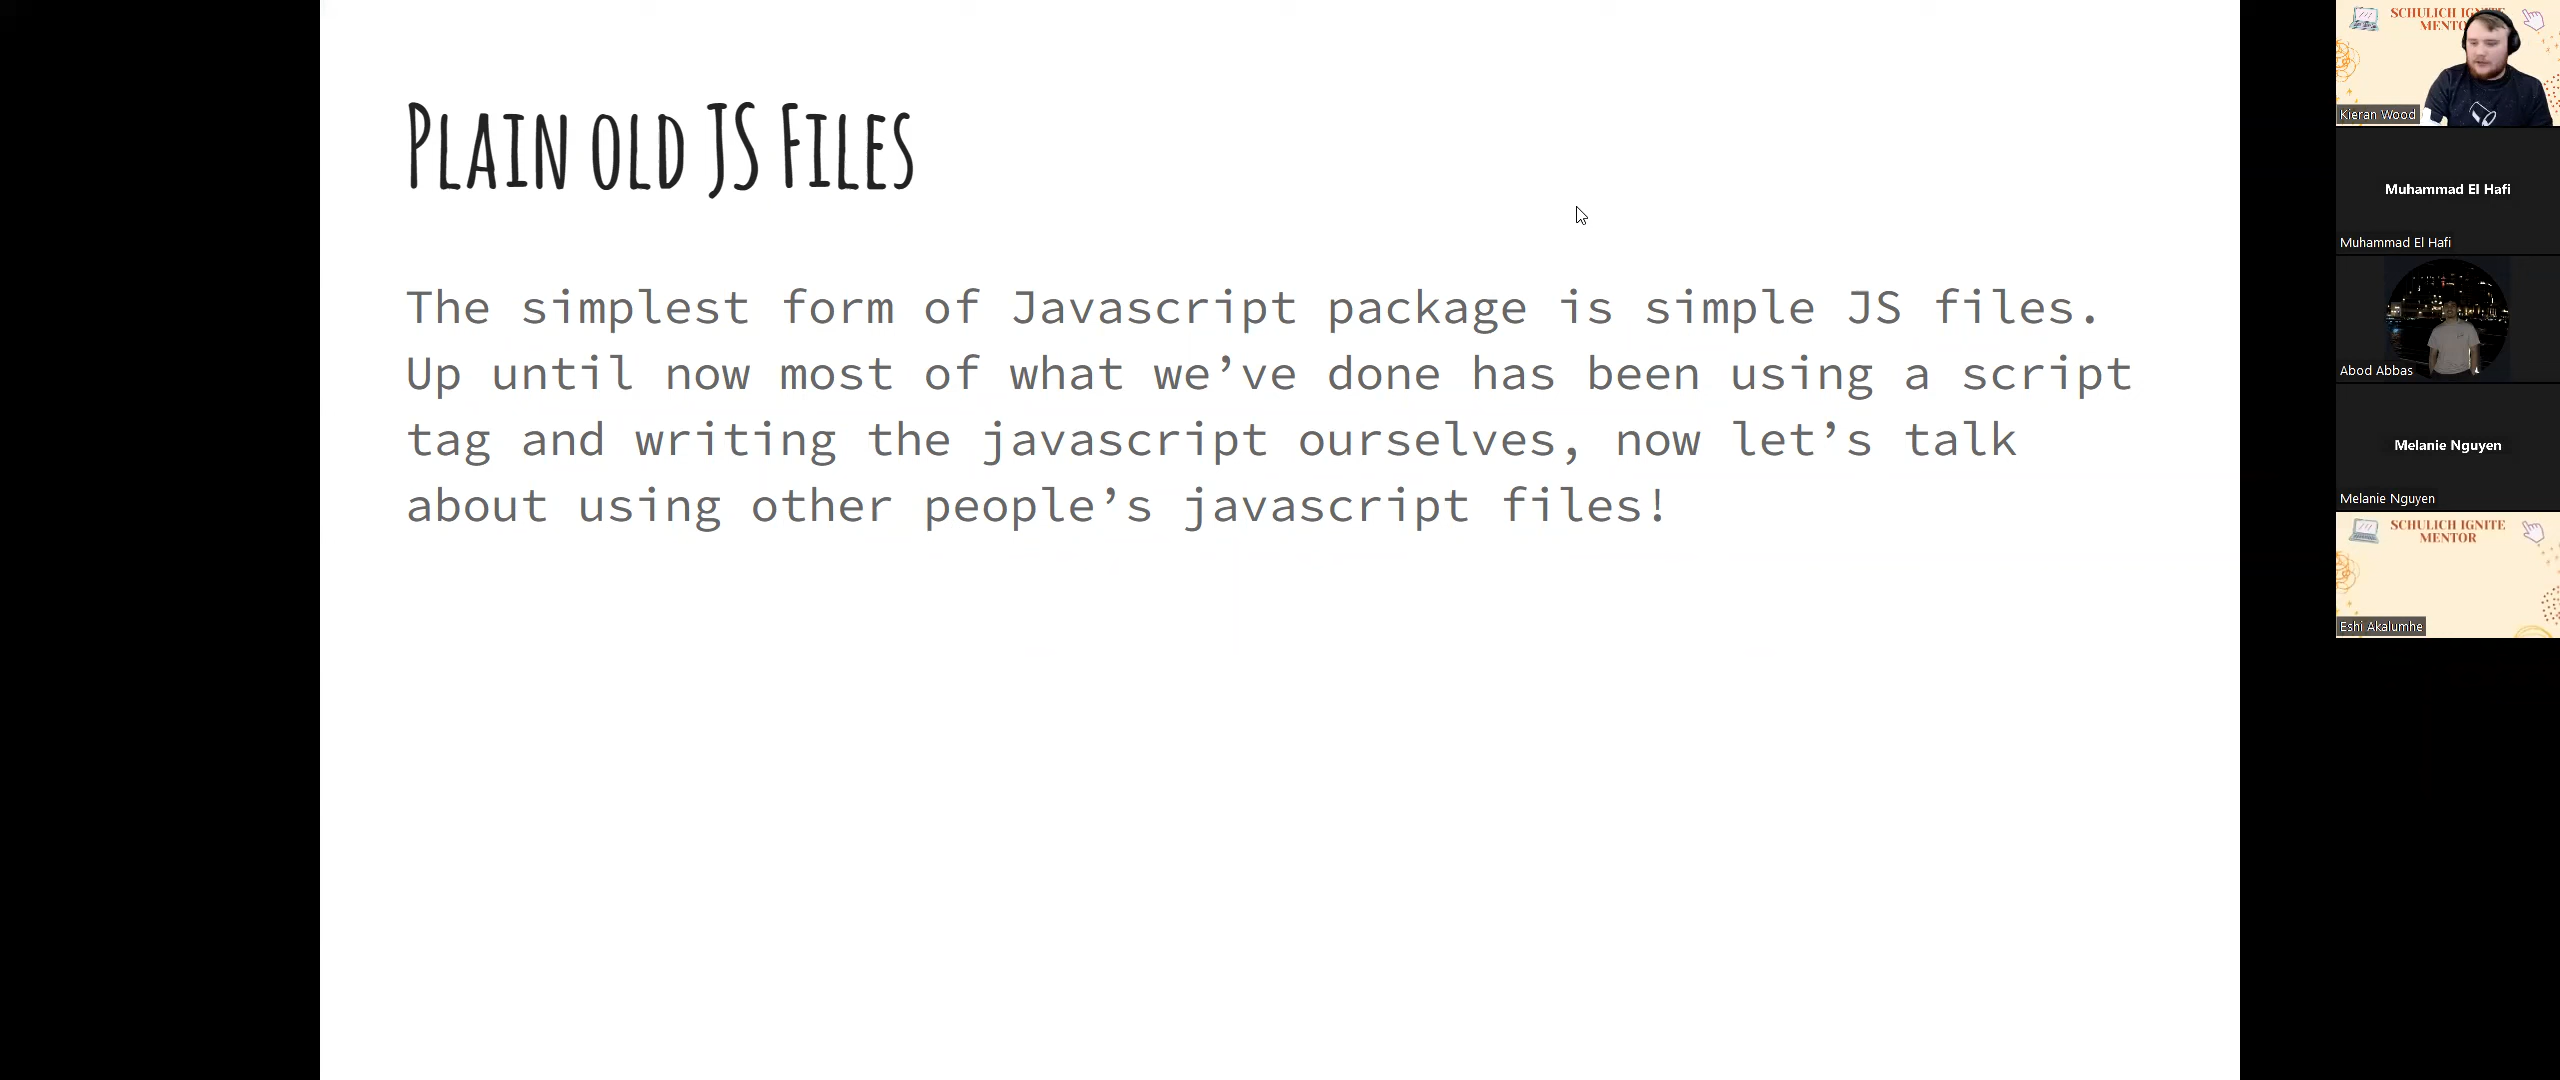 PLAIN OLD JS FILES
The simplest form of Javascript package is simple JS files.
Up until now most of what we’ve done has been using a script
tag and writing the javascript ourselves, now let’s talk
about using other people’s javascript files!
SCHULICH
Kieran Wood
Muhammad El Hafi
Muhammad El Hafi
Abod Abbas
Melanie Nguyen
Melanie Nguyen
SCHULICH IGNITE
MENTOR
Eshi Akalumhe